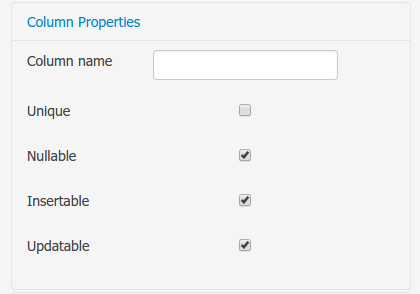 Column Properties
Column name
Unique
Nullable
Insertable
Updatable